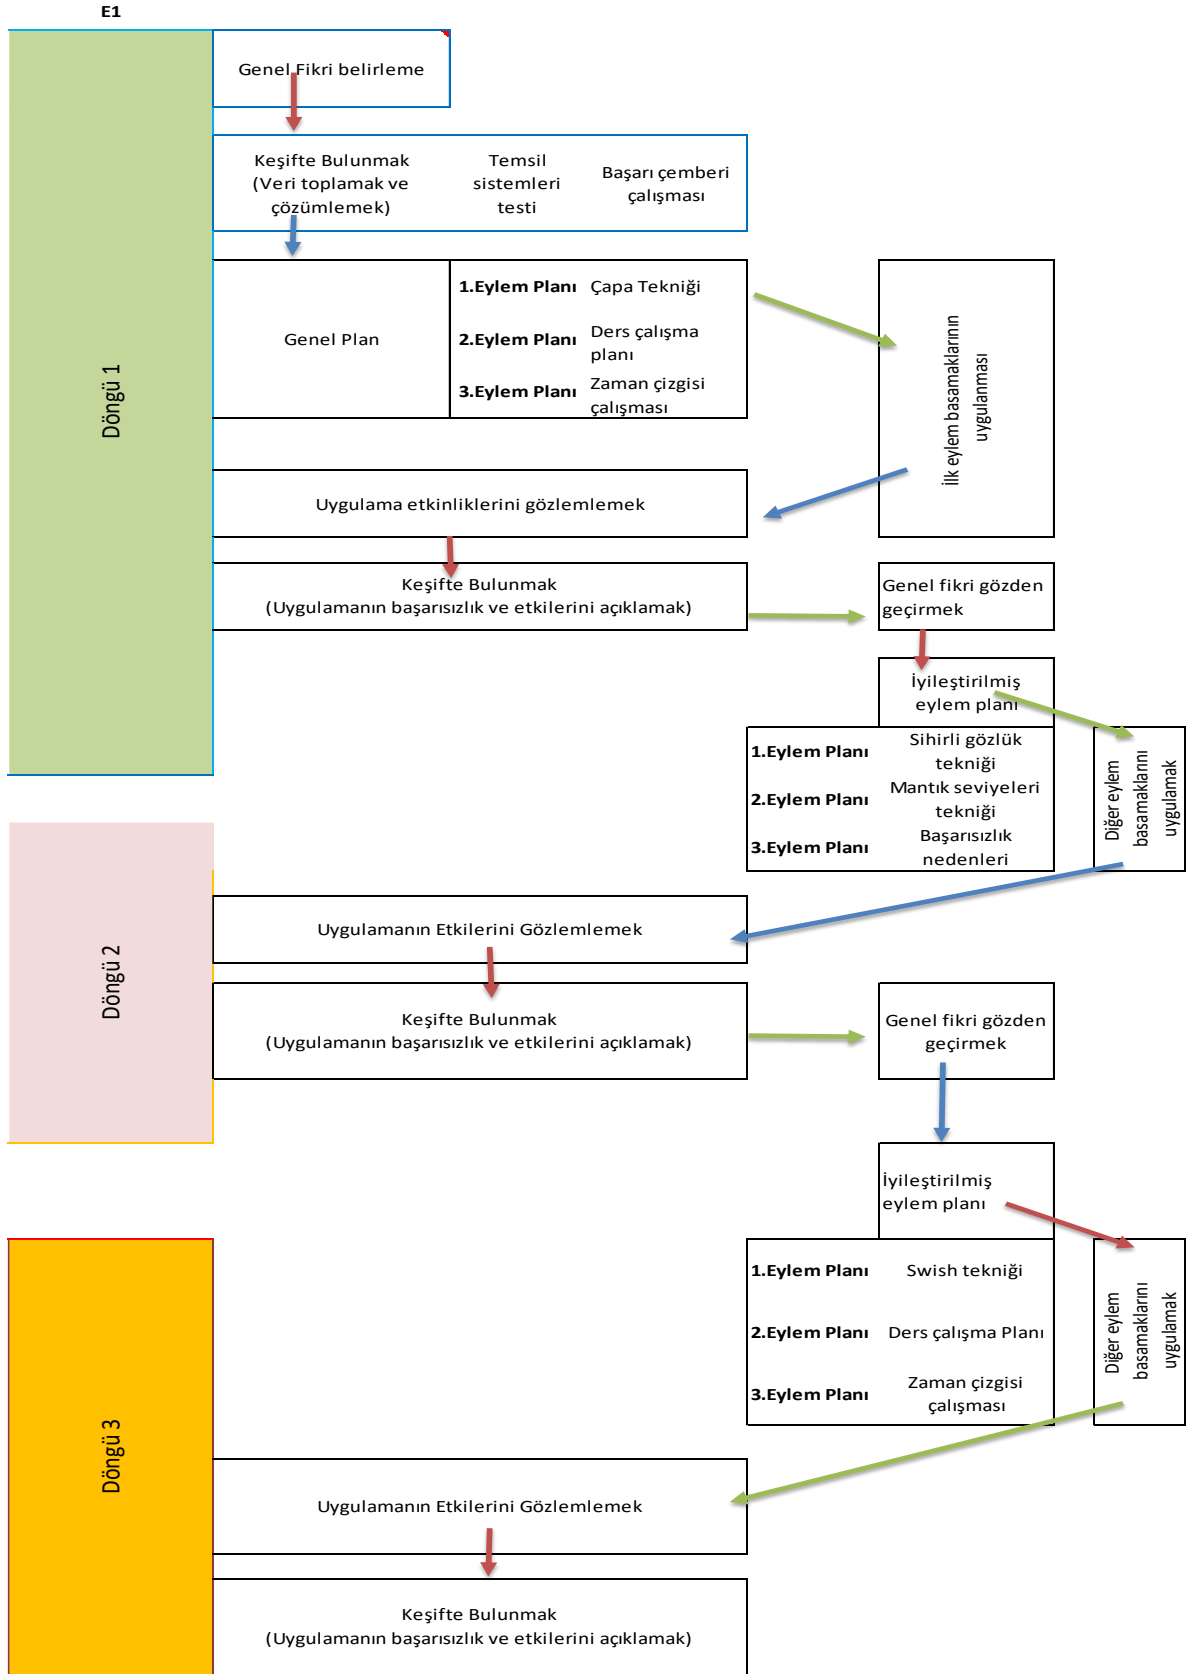 E1
Döngü 1
Genel Fikri belirleme
Keşifte Bulunmak
(Veri toplamak ve
çözümlemek)
Temsil
sistemleri
testi
Başarı çemberi
çalışması
Genel Plan
1.Eylem Planı
Çapa Tekniği
2.Eylem Planı
Ders çalışma
planı
3.Eylem Planı
Zaman çizgisi
çalışması
İlk eylem basamaklarının
uygulanması
Uygulama etkinliklerini gözlemlemek
Keşifte Bulunmak
(Uygulamanın başarısızlık ve etkilerini açıklamak)
Genel fikri gözden
geçirmek
İyileştirilmiş
eylem planı
1.Eylem Planı
Sihirli gözlük
tekniği
2.Eylem Planı
Mantık seviyeleri
tekniği
3.Eylem Planı
Başarısızlık
nedenleri
Diğer eylem
basamaklarını
uygulamak
Döngü 2
Uygulamanın Etkilerini Gözlemlemek
Keşifte Bulunmak
(Uygulamanın başarısızlık ve etkilerini açıklamak)
Genel fikri gözden
geçirmek
İyileştirilmiş
eylem planı
1.Eylem Planı
Swish tekniği
2.Eylem Planı
Ders çalışma Planı
3.Eylem Planı
Zaman çizgisi
çalışması
Diğer eylem
basamaklarını
uygulamak
Döngü 3
Uygulamanın Etkilerini Gözlemlemek
Keşifte Bulunmak
(Uygulamanın başarısızlık ve etkilerini açıklamak)